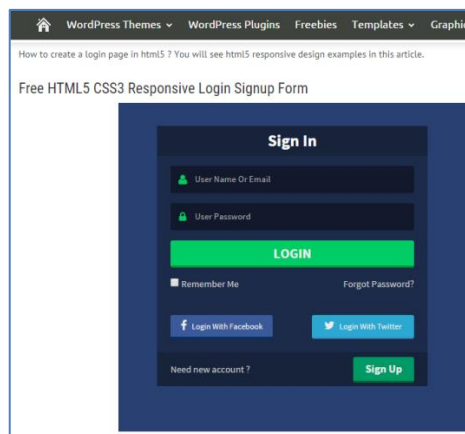 WordPress Themes WordPress Plugins Freebies Templates Graphi
How to create a login page in html5 ? You will see html5 responsive design examples in this article.
Free HTML5 CSS3 Responsive Login Signup Form
Sign In
User Name Or Email
User Password
LOGIN
Remember Me Forgot Password?
f Login With Facebook Login With Twitter
Need new account ? Sign Up